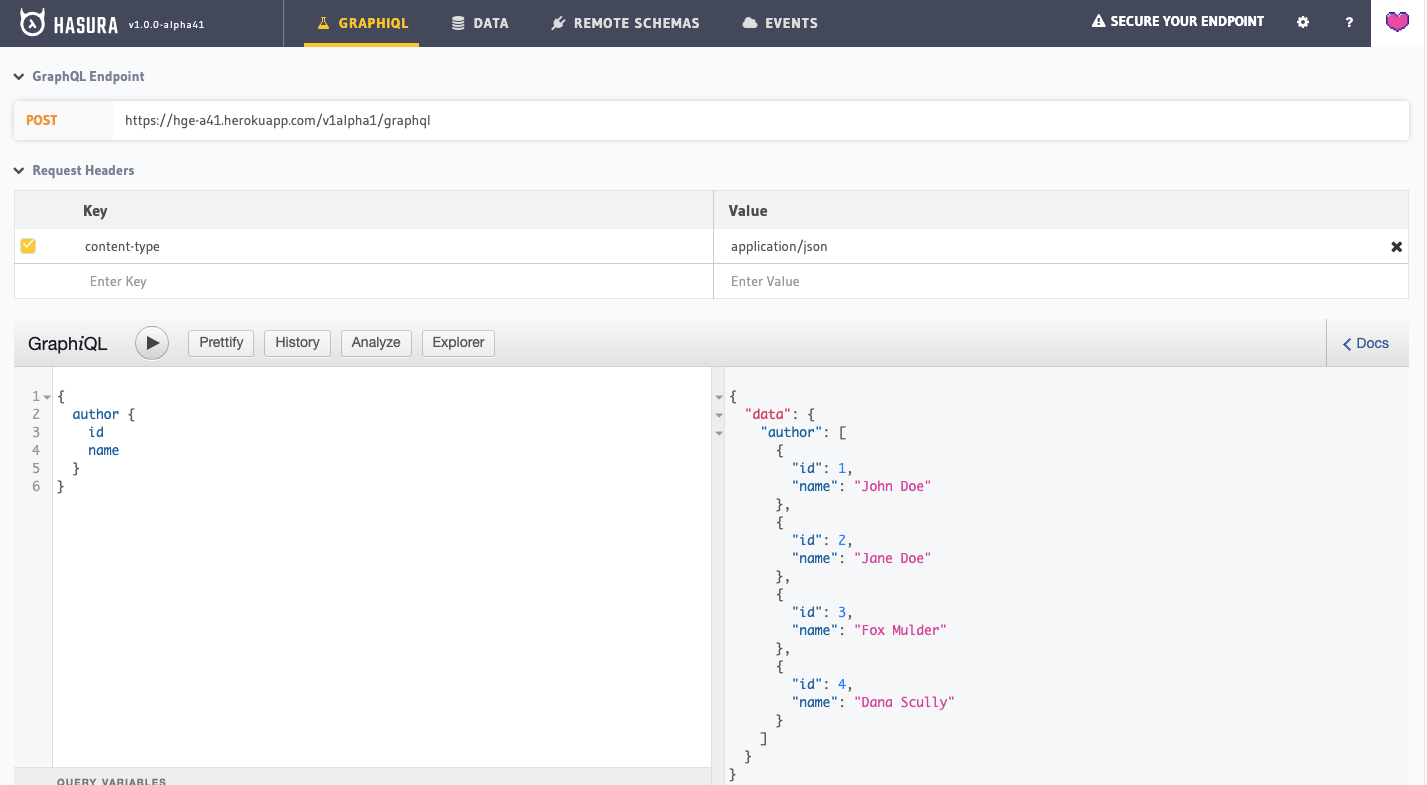 HASURA v1.0.0-alpha41 GRAPHIQL DATA REMOTE SCHEMAS EVENTS SECURE YOUR ENDPOINT ?
GraphQL Endpoint
POST https://hge-a41.herokuapp.com/v1alpha1/graphql
Request Headers
Key Value
content-type application/json
Enter Key Enter Value
GraphiQL Prettify History Analyze Explorer Docs
1 {
2   author {
3     id
4     name
5   }
6 }
{
  "data": {
    "author": [
      {
        "id": 1,
        "name": "John Doe"
      },
      {
        "id": 2,
        "name": "Jane Doe"
      },
      {
        "id": 3,
        "name": "Fox Mulder"
      },
      {
        "id": 4,
        "name": "Dana Scully"
      }
    ]
  }
}
QUERY VARIABLES